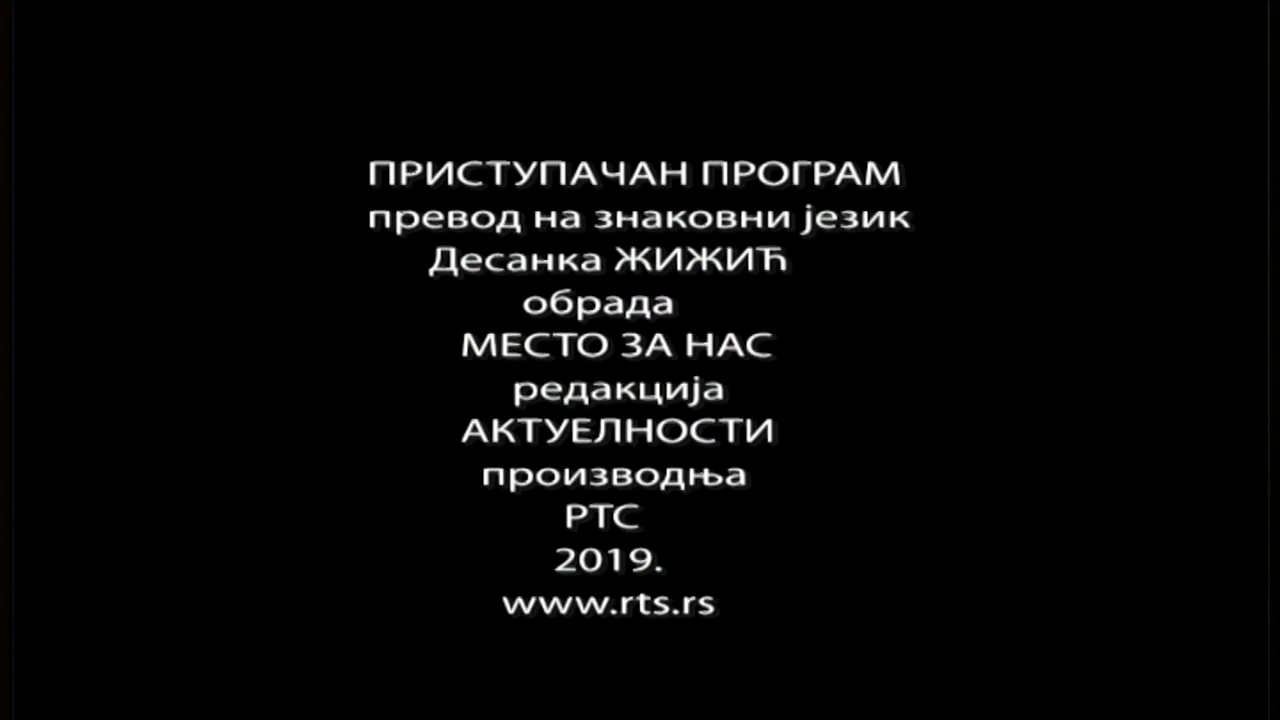 ПРИСТУПАЧАН ПРОГРАМ
превод на знаковни језик
Десанка ЖИЖИЋ
обрада
МЕСТО ЗА НАС
редакција
АКТУЕЛНОСТИ
производња
РТС
2019.
www.rts.rs